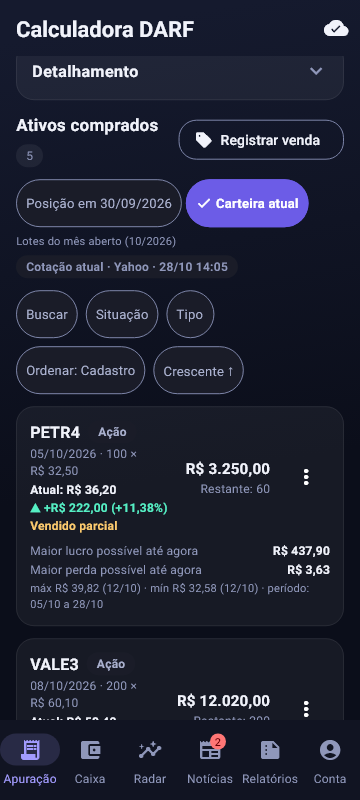 Calculadora DARF
Detalhamento
Ativos comprados
5
Registrar venda
Posição em 30/09/2026
Carteira atual
Lotes do mês aberto (10/2026)
Cotação atual · Yahoo · 28/10 14:05
Buscar
Situação
Tipo
Ordenar: Cadastro
Crescente ↑
PETR4 Ação
05/10/2026 · 100 ×
R$ 32,50
Atual: R$ 36,20
▲ +R$ 222,00 (+11,38%)
Vendido parcial
R$ 3.250,00
Restante: 60
Maior lucro possível até agora R$ 437,90
Maior perda possível até agora R$ 3,63
máx R$ 39,82 (12/10) · mín R$ 32,58 (12/10) · período:
05/10 a 28/10
VALE3 Ação
08/10/2026 · 200 ×
R$ 60,10
R$ 12.020,00
2
Apuração
Caixa
Radar
Notícias
Relatórios
Conta